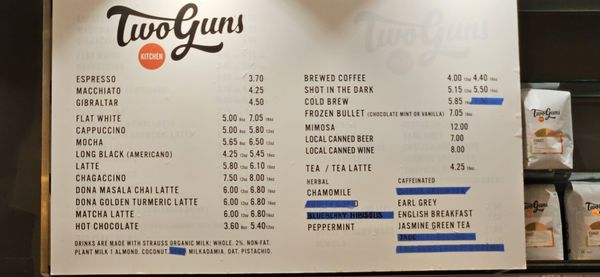 TwoGuns
KITCHEN
ESPRESSO 3.70
MACCHIATO 4.25
GIBRALTAR 4.50
FLAT WHITE 5.00 8oz 7.05 16oz
CAPPUCCINO 5.00 8oz 5.80 12oz
MOCHA 5.65 8oz 6.50 12oz
LONG BLACK (AMERICANO) 4.25 12oz 5.45 16oz
LATTE 5.80 12oz 6.10 16oz
CHAGACCINO 7.50 12oz 8.00 16oz
DONA MASALA CHAI LATTE 6.00 12oz 6.80 16oz
DONA GOLDEN TURMERIC LATTE 6.00 12oz 6.80 16oz
MATCHA LATTE 6.00 12oz 6.80 16oz
HOT CHOCOLATE 3.60 8oz 5.40 12oz
DRINKS ARE MADE WITH STRAUSS ORGANIC MILK: WHOLE, 2%, NON-FAT.
PLANT MILK : ALMOND, COCONUT, MILKADAMIA, OAT, PISTACHIO.
BREWED COFFEE 4.00 12oz 4.40 16oz
SHOT IN THE DARK 5.15 12oz 5.50 16oz
COLD BREW 5.85 16oz
FROZEN BULLET (CHOCOLATE MINT OR VANILLA) 7.05 16oz
MIMOSA 12.00
LOCAL CANNED BEER 7.00
LOCAL CANNED WINE 8.00
TEA / TEA LATTE 4.25 16oz
HERBAL
CHAMOMILE
BLUEBERRY HIBISCUS
PEPPERMINT
CAFFEINATED
EARL GREY
ENGLISH BREAKFAST
JASMINE GREEN TEA
JADE
TwoGuns
TwoGuns
TwoGuns